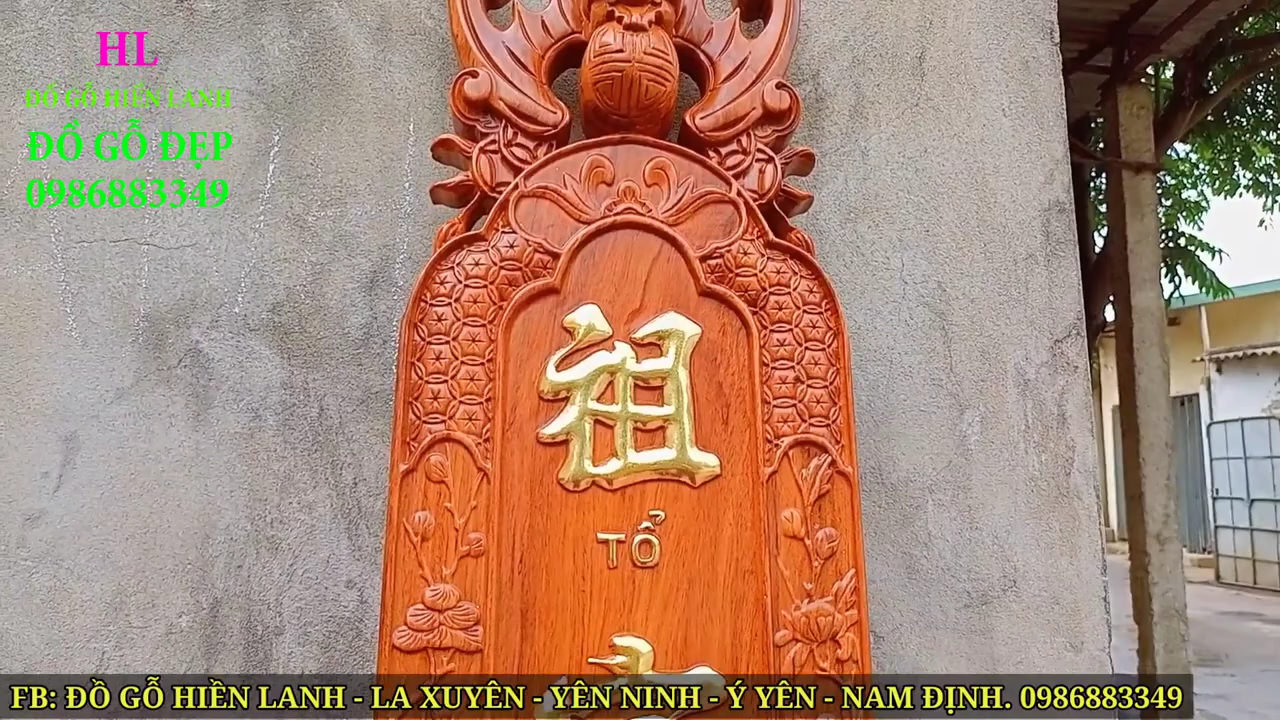 HL
ĐỒ GỖ HIỀN LANH
ĐỒ GỖ ĐẸP
0986883349
祖
TỔ
FB: ĐỒ GỖ HIỀN LANH - LA XUYÊN - YÊN NINH - Ý YÊN - NAM ĐỊNH. 0986883349